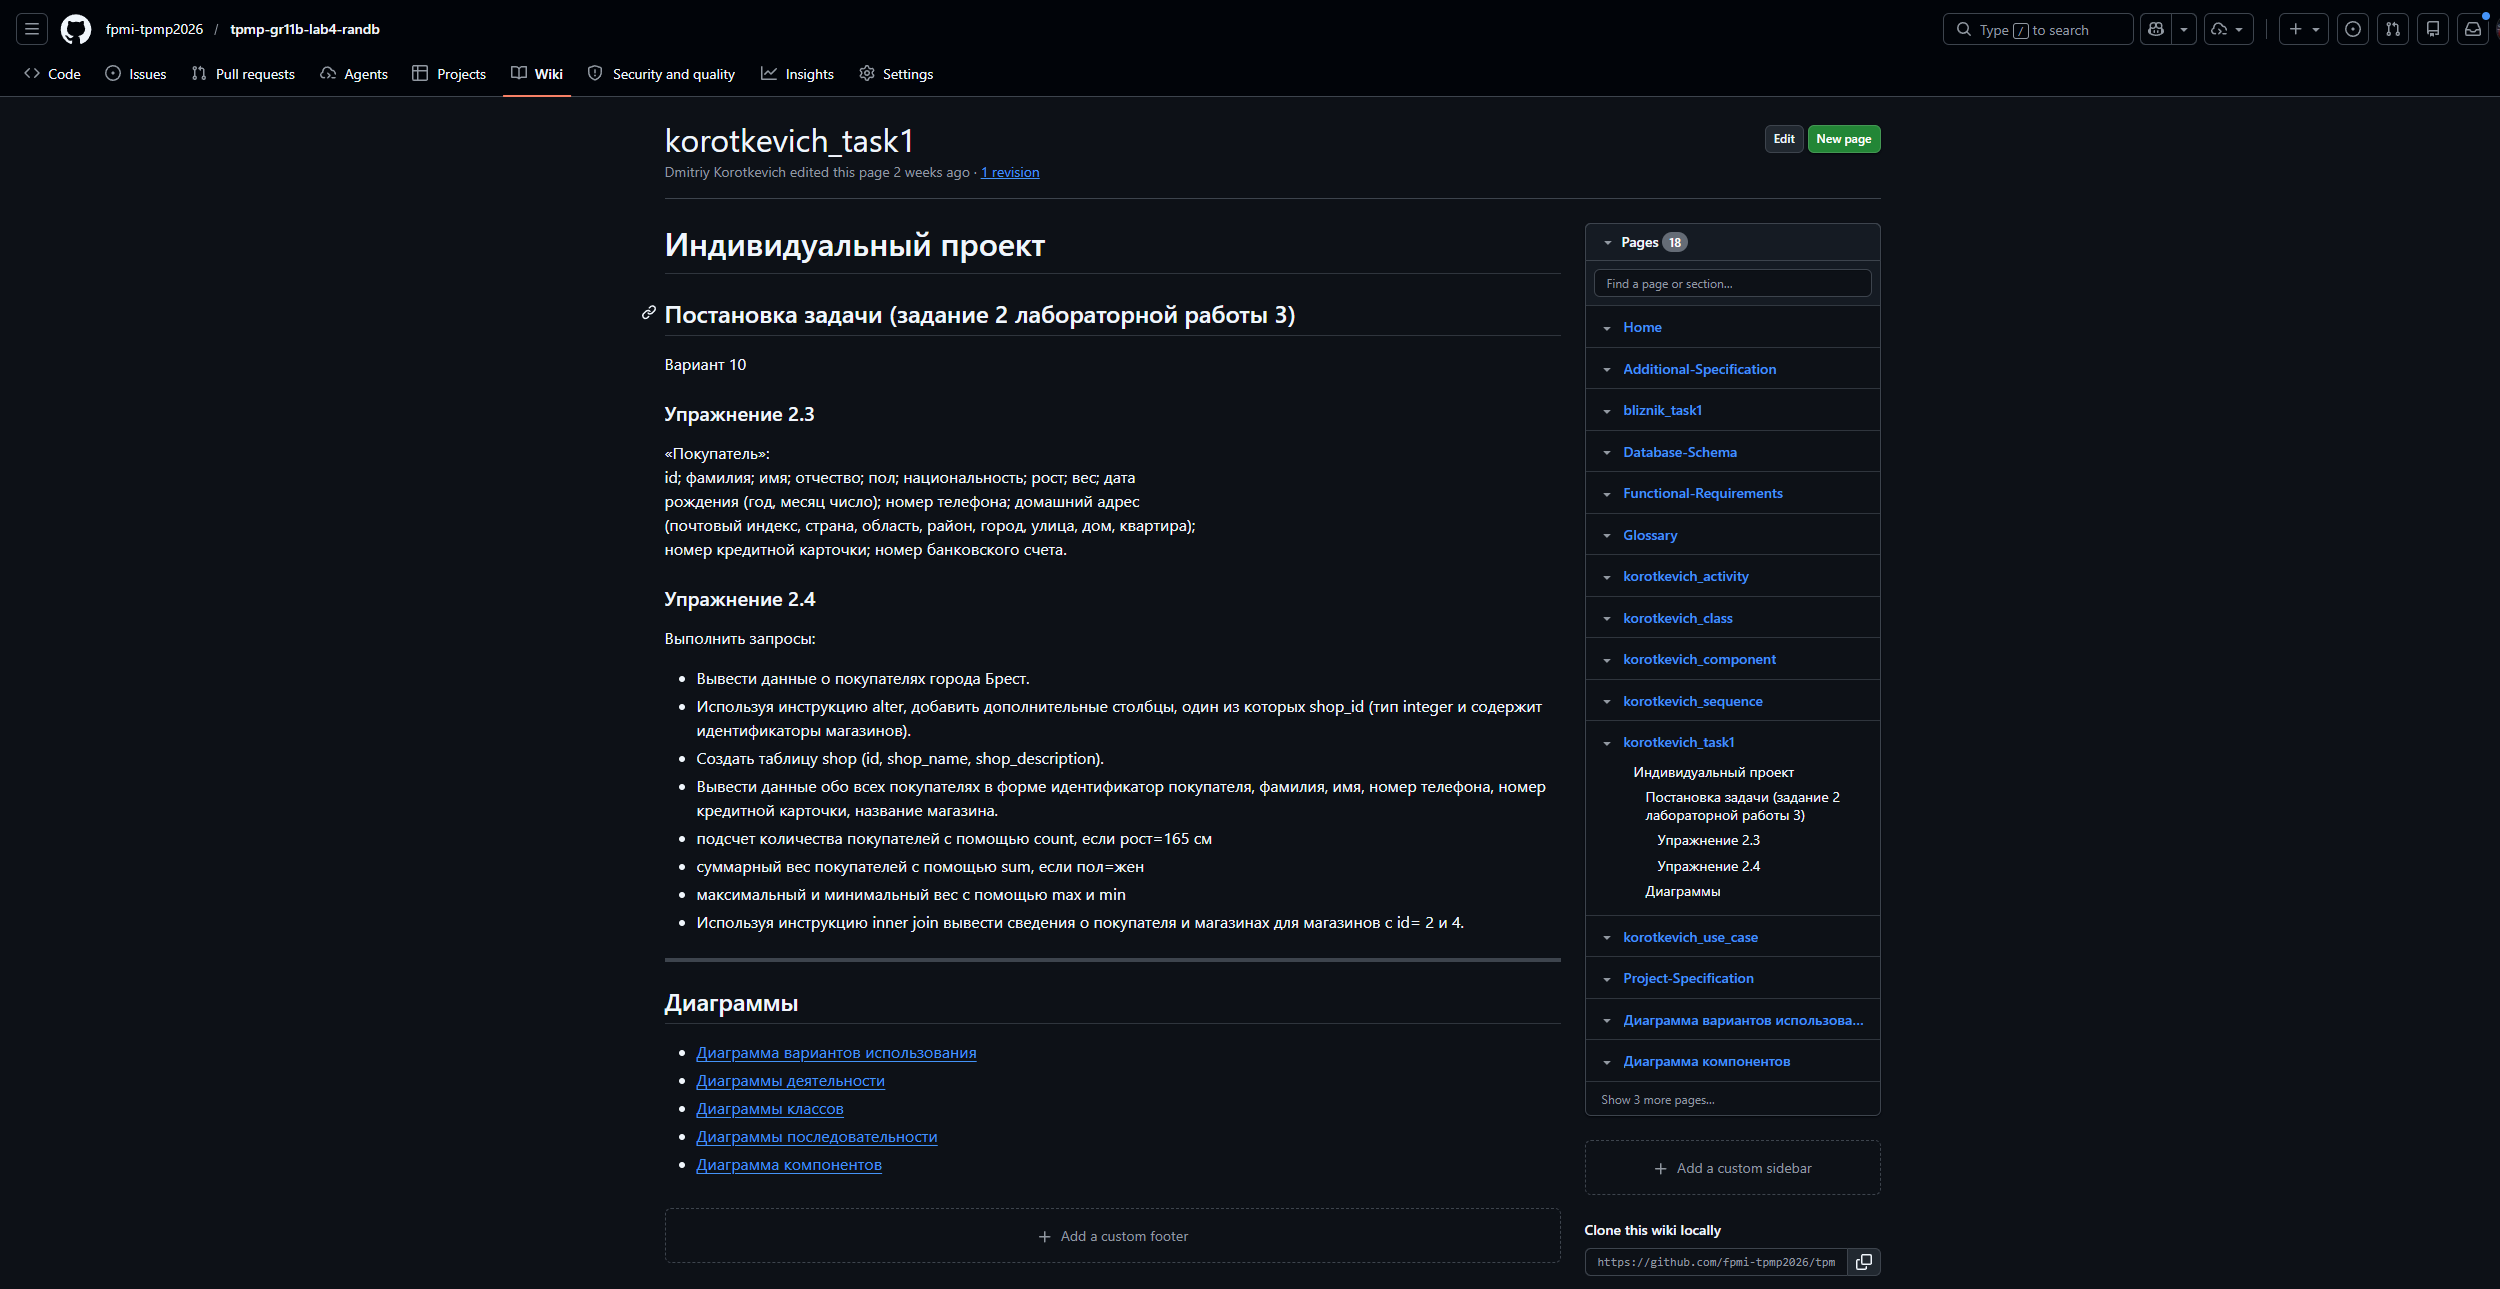 fpmi-tpmp2026 / tpmp-gr11b-lab4-randb
Type / to search
Code
Issues
Pull requests
Agents
Projects
Wiki
Security and quality
Insights
Settings
korotkevich_task1
Edit
New page
Dmitriy Korotkevich edited this page 2 weeks ago · 1 revision
Индивидуальный проект
Постановка задачи (задание 2 лабораторной работы 3)
Вариант 10
Упражнение 2.3
«Покупатель»:
id; фамилия; имя; отчество; пол; национальность; рост; вес; дата
рождения (год, месяц число); номер телефона; домашний адрес
(почтовый индекс, страна, область, район, город, улица, дом, квартира);
номер кредитной карточки; номер банковского счета.
Упражнение 2.4
Выполнить запросы:
• Вывести данные о покупателях города Брест.
• Используя инструкцию alter, добавить дополнительные столбцы, один из которых shop_id (тип integer и содержит
идентификаторы магазинов).
• Создать таблицу shop (id, shop_name, shop_description).
• Вывести данные обо всех покупателях в форме идентификатор покупателя, фамилия, имя, номер телефона, номер
кредитной карточки, название магазина.
• подсчет количества покупателей с помощью count, если рост=165 см
• суммарный вес покупателей с помощью sum, если пол=жен
• максимальный и минимальный вес с помощью max и min
• Используя инструкцию inner join вывести сведения о покупателя и магазинах для магазинов с id= 2 и 4.
Диаграммы
• Диаграмма вариантов использования
• Диаграммы деятельности
• Диаграммы классов
• Диаграммы последовательности
• Диаграмма компонентов
Add a custom footer
Pages 18
Find a page or section...
Home
Additional-Specification
bliznik_task1
Database-Schema
Functional-Requirements
Glossary
korotkevich_activity
korotkevich_class
korotkevich_component
korotkevich_sequence
korotkevich_task1
Индивидуальный проект
Постановка задачи (задание 2
лабораторной работы 3)
Упражнение 2.3
Упражнение 2.4
Диаграммы
korotkevich_use_case
Project-Specification
Диаграмма вариантов использова...
Диаграмма компонентов
Show 3 more pages...
Add a custom sidebar
Clone this wiki locally
https://github.com/fpmi-tpmp2026/tpm